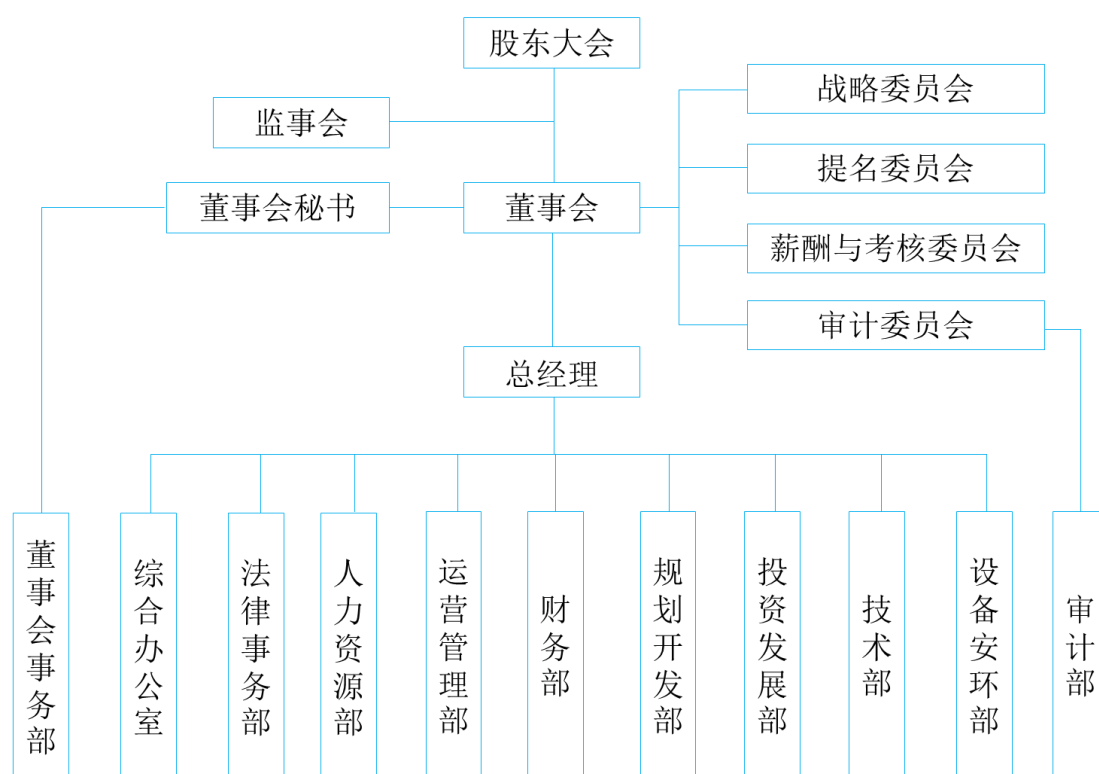 股东大会
战略委员会
监事会
提名委员会
董事会秘书
董事会
薪酬与考核委员会
审计委员会
总经理
董事会事务部
综合办公室
法律事务部
人力资源部
运营管理部
财务部
规划开发部
投资发展部
技术部
设备安环部
审计部